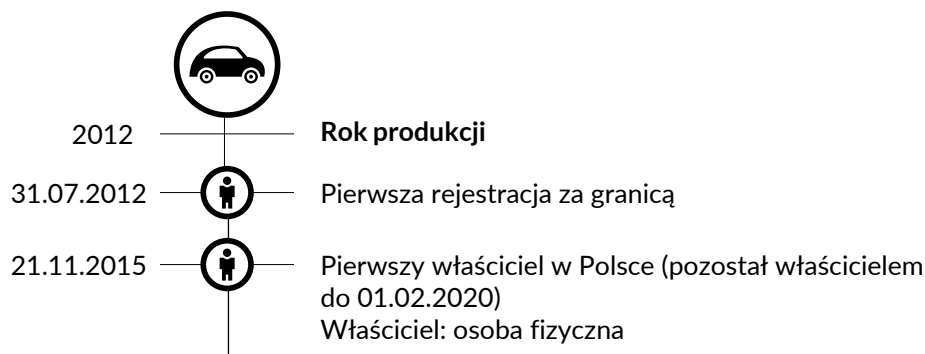 2012 Rok produkcji
31.07.2012 Pierwsza rejestracja za granicą
21.11.2015 Pierwszy właściciel w Polsce (pozostał właścicielem
do 01.02.2020)
Właściciel: osoba fizyczna